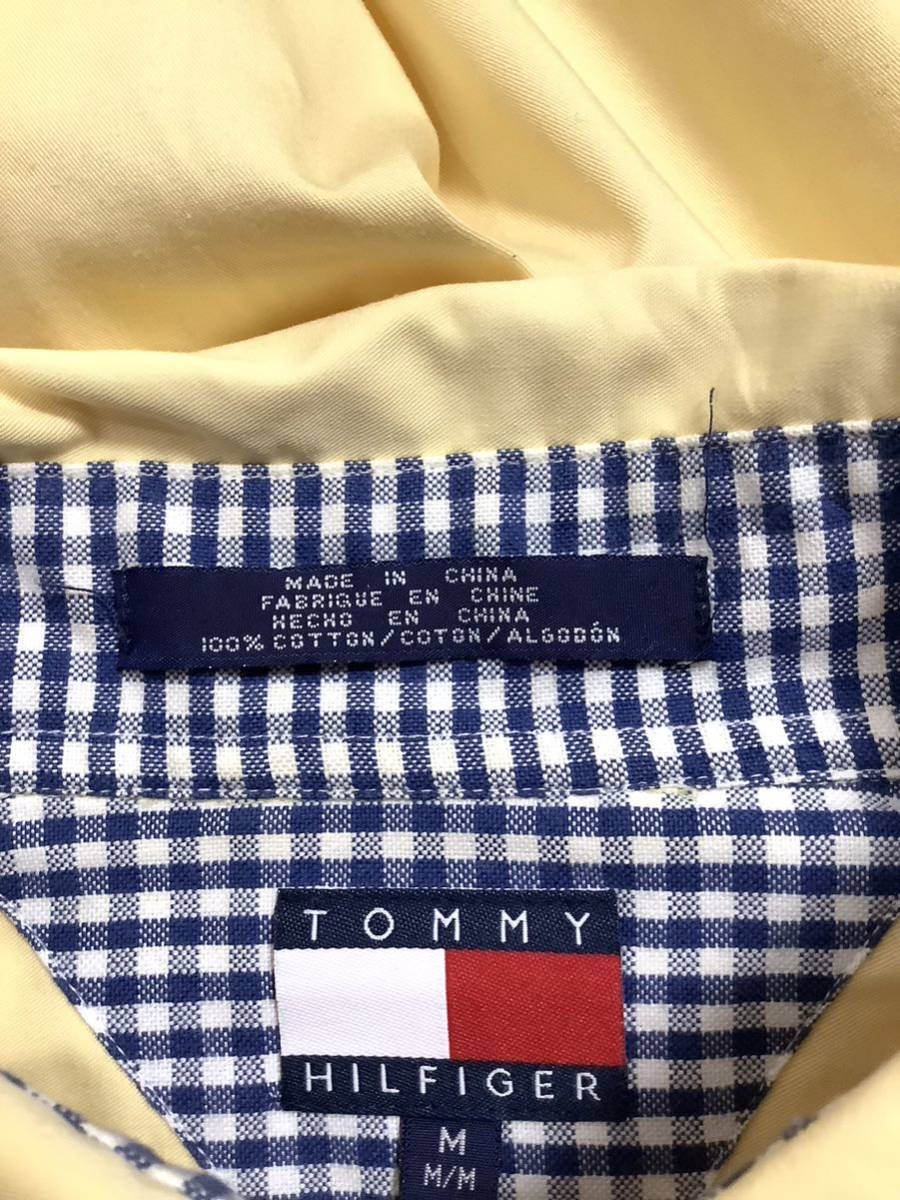 MADE IN CHINA
FABRIQUE EN CHINE
HECHO EN CHINA
100% COTTON/COTON/ALGODÓN
TOMMY
HILFIGER
M
M/M